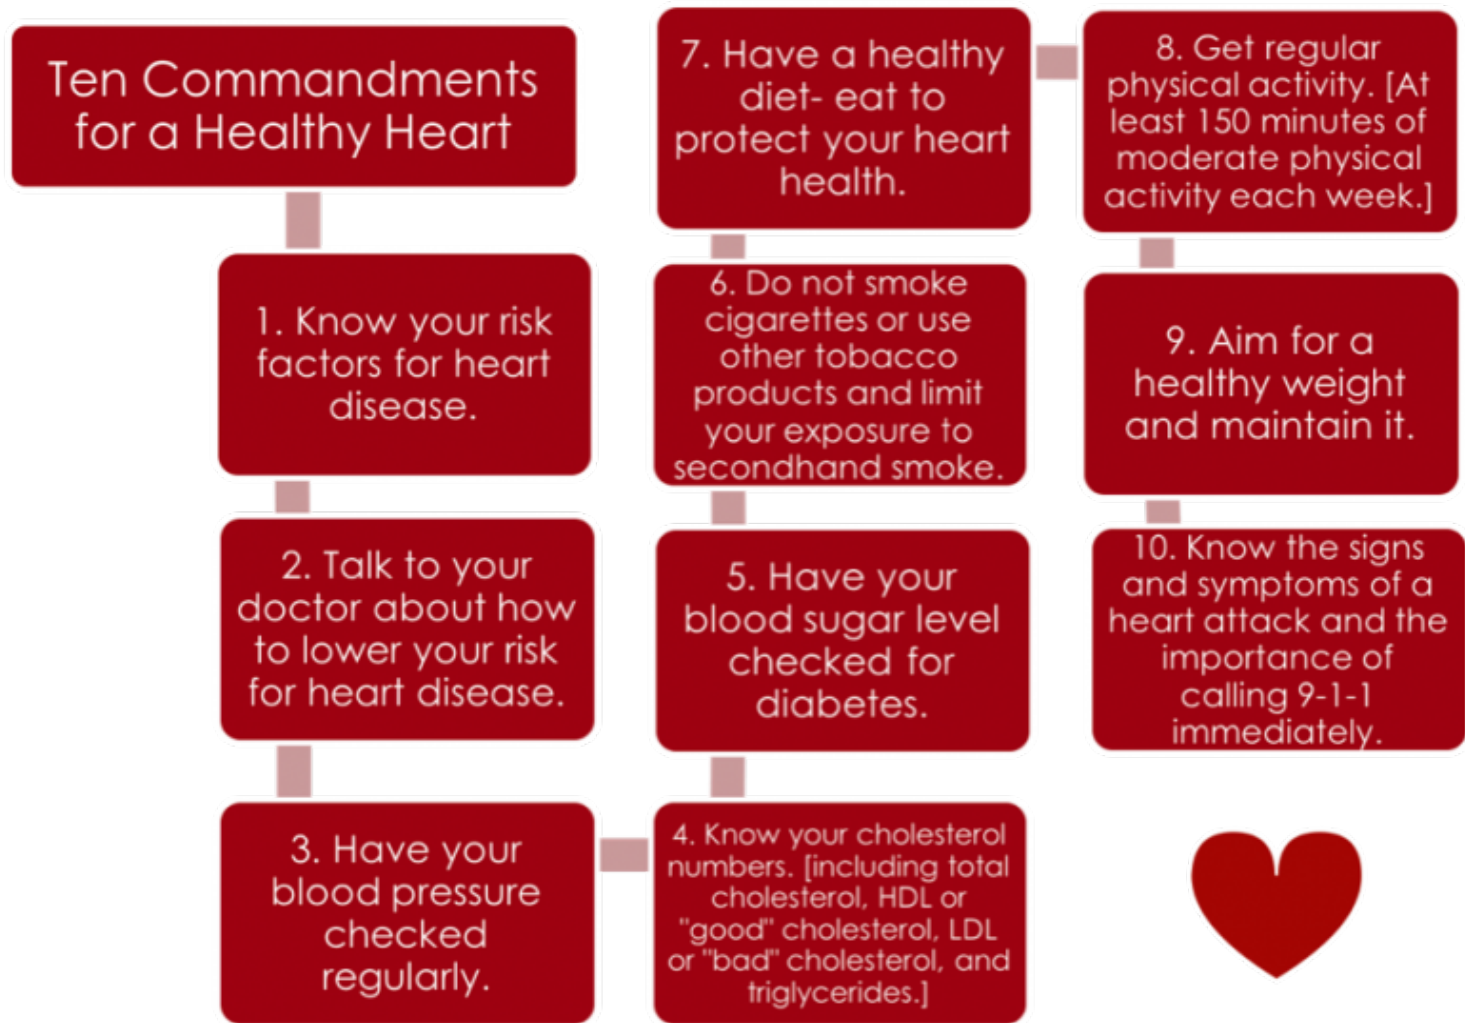 Ten Commandments
for a Healthy Heart
1. Know your risk
factors for heart
disease.
2. Talk to your
doctor about how
to lower your risk
for heart disease.
3. Have your
blood pressure
checked
regularly.
4. Know your cholesterol
numbers. [including total
cholesterol, HDL or
"good" cholesterol, LDL
or "bad" cholesterol, and
triglycerides.]
5. Have your
blood sugar level
checked for
diabetes.
6. Do not smoke
cigarettes or use
other tobacco
products and limit
your exposure to
secondhand smoke.
7. Have a healthy
diet- eat to
protect your heart
health.
8. Get regular
physical activity. [At
least 150 minutes of
moderate physical
activity each week.]
9. Aim for a
healthy weight
and maintain it.
10. Know the signs
and symptoms of a
heart attack and the
importance of
calling 9-1-1
immediately.